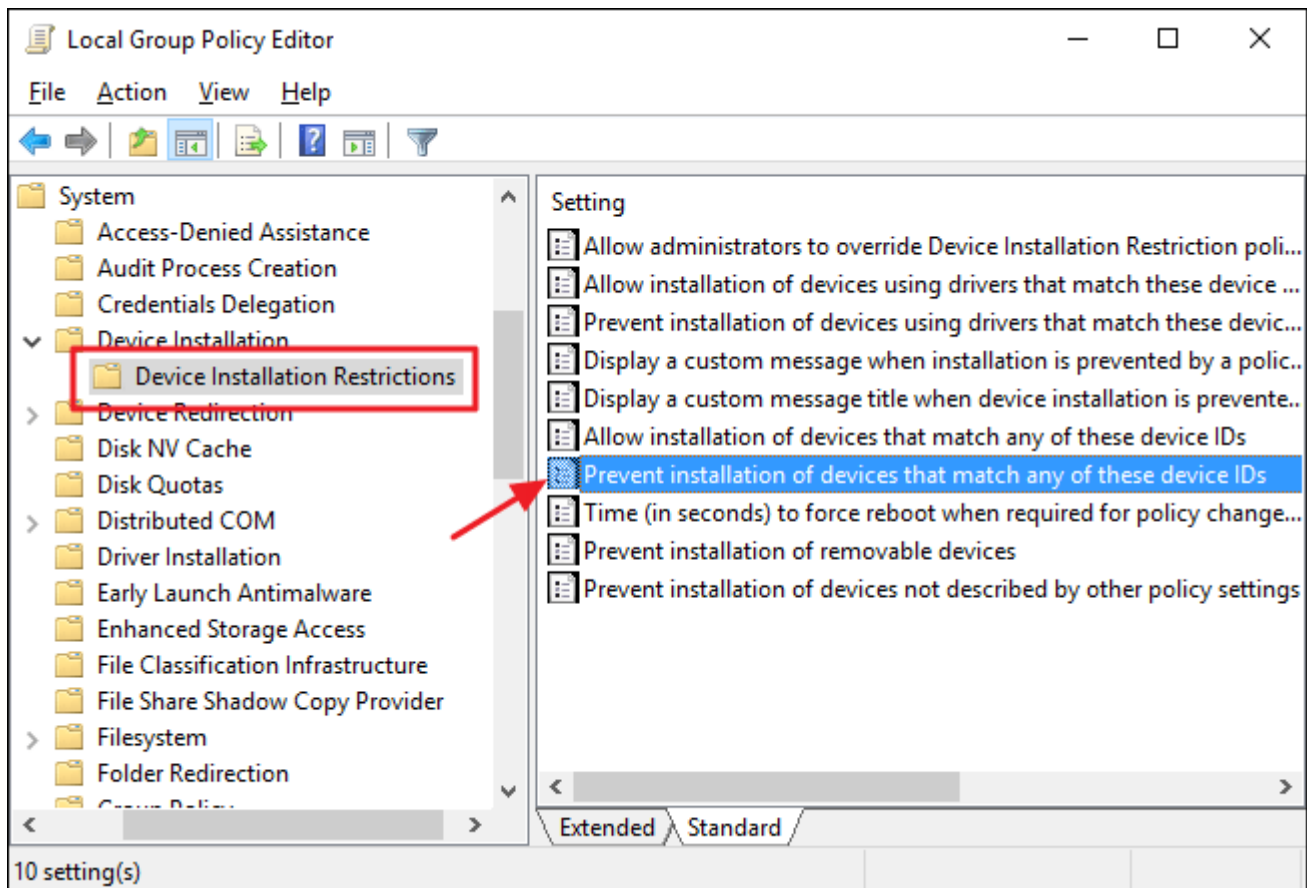 Local Group Policy Editor
File Action View Help
System
Access-Denied Assistance
Audit Process Creation
Credentials Delegation
Device Installation
Device Installation Restrictions
Device Redirection
Disk NV Cache
Disk Quotas
Distributed COM
Driver Installation
Early Launch Antimalware
Enhanced Storage Access
File Classification Infrastructure
File Share Shadow Copy Provider
Filesystem
Folder Redirection
Group Policy
Setting
Allow administrators to override Device Installation Restriction poli...
Allow installation of devices using drivers that match these device ...
Prevent installation of devices using drivers that match these devic...
Display a custom message when installation is prevented by a polic..
Display a custom message title when device installation is prevente..
Allow installation of devices that match any of these device IDs
Prevent installation of devices that match any of these device IDs
Time (in seconds) to force reboot when required for policy change...
Prevent installation of removable devices
Prevent installation of devices not described by other policy settings
Extended Standard
10 setting(s)